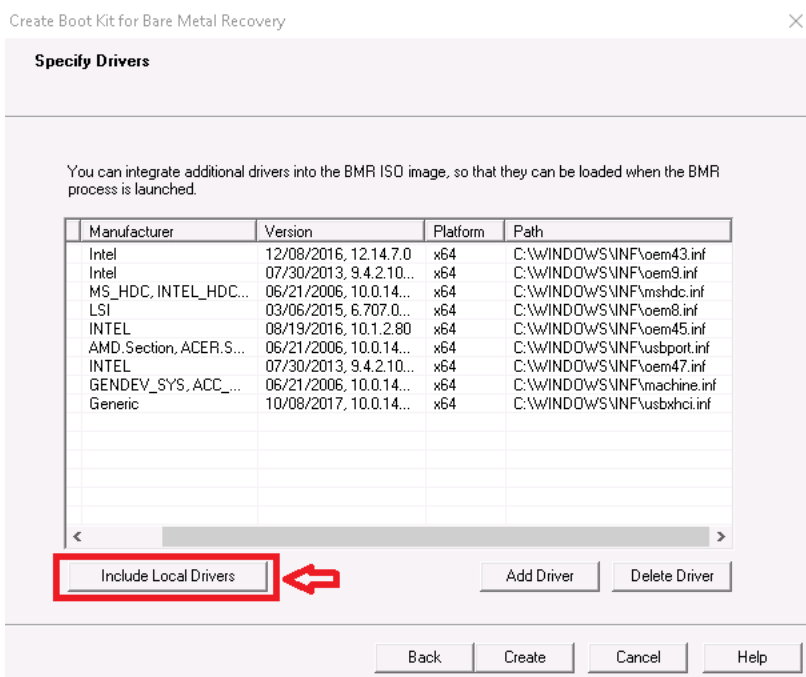 Create Boot Kit for Bare Metal Recovery
Specify Drivers
You can integrate additional drivers into the BMR ISO image, so that they can be loaded when the BMR
process is launched.
Manufacturer Version Platform Path
Intel 12/08/2016, 12.14.7.0 x64 C:\WINDOWS\INF\oem43.inf
Intel 07/30/2013, 9.4.2.10... x64 C:\WINDOWS\INF\oem9.inf
MS_HDC, INTEL_HDC... 06/21/2006, 10.0.14... x64 C:\WINDOWS\INF\mshdc.inf
LSI 03/06/2015, 6.707.0... x64 C:\WINDOWS\INF\oem8.inf
INTEL 08/19/2016, 10.1.2.80 x64 C:\WINDOWS\INF\oem45.inf
AMD.Section, ACER.S... 06/21/2006, 10.0.14... x64 C:\WINDOWS\INF\usbport.inf
INTEL 07/30/2013, 9.4.2.10... x64 C:\WINDOWS\INF\oem47.inf
GENDEV_SYS, ACC_... 06/21/2006, 10.0.14... x64 C:\WINDOWS\INF\machine.inf
Generic 10/08/2017, 10.0.14... x64 C:\WINDOWS\INF\usbxhci.inf
Include Local Drivers Add Driver Delete Driver
Back Create Cancel Help